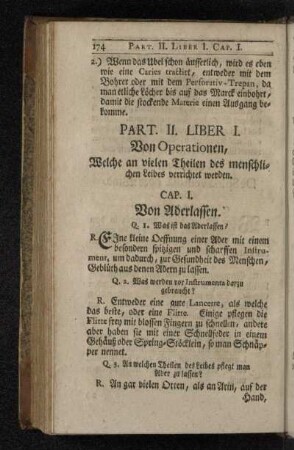 174 PART. II. LIBER I. CAP. I.
2.) Wenn das Ubel schon äusserlich, wird es eben
wie eine Caries tractirt, entweder mit dem
Bohrer oder mit dem Perforativ-Trepan, da
man etliche Löcher bis auf das Marck einbohrt,
damit die stockende Materie einen Ausgang be-
komme.
PART. II. LIBER I.
Von Operationen,
Welche an vielen Theilen des menschli-
chen Leibes verrichtet werden.
CAP. I.
Von Aderlassen.
Q. 1. Was ist das Aderlassen?
R. Eine kleine Oeffnung einer Ader mit einem
besondern spitzigen und scharffen Instru-
ment, um dadurch, zur Gesundheit des Menschen,
Geblüth aus denen Adern zu lassen.
Q. 2. Was werden vor Instrumenta darzu
gebraucht?
R. Entweder eine gute Lancette, als welche
das beste, oder eine Flitte. Einige pflegen die
Flitte frey mit blossen Fingern zu schnellen, andere
aber haben sie mit einer Schnellfeder in einem
Gehäuß oder Spring-Stöcklein, so man Schnäp-
per nennet.
Q. 3. An welchen Theilen des Leibes pflegt man
Ader zu lassen?
R. An gar vielen Orten, als an Arm, auf der
Hand,